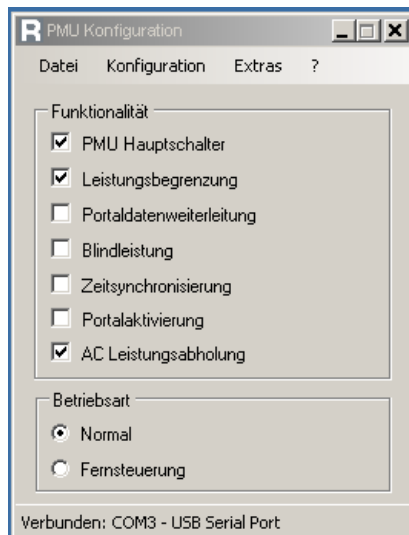 R PMU Konfiguration
Datei Konfiguration Extras ?
Funktionalität
PMU Hauptschalter
Leistungsbegrenzung
Portaldatenweiterleitung
Blindleistung
Zeitsynchronisierung
Portalaktivierung
AC Leistungsabholung
Betriebsart
Normal
Fernsteuerung
Verbunden: COM3 - USB Serial Port